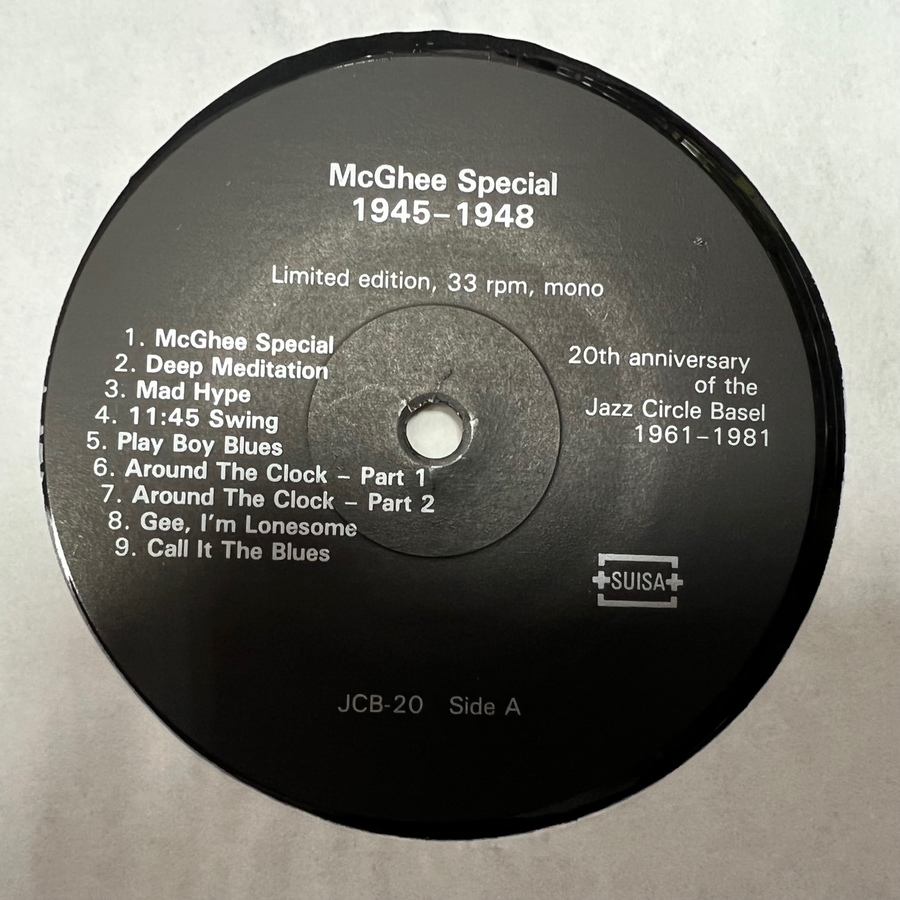 McGhee Special
1945–1948
Limited edition, 33 rpm, mono
1. McGhee Special
2. Deep Meditation
3. Mad Hype
4. 11:45 Swing
5. Play Boy Blues
6. Around The Clock – Part 1
7. Around The Clock – Part 2
8. Gee, I'm Lonesome
9. Call It The Blues
20th anniversary
of the
Jazz Circle Basel
1961–1981
SUISA
JCB-20 Side A